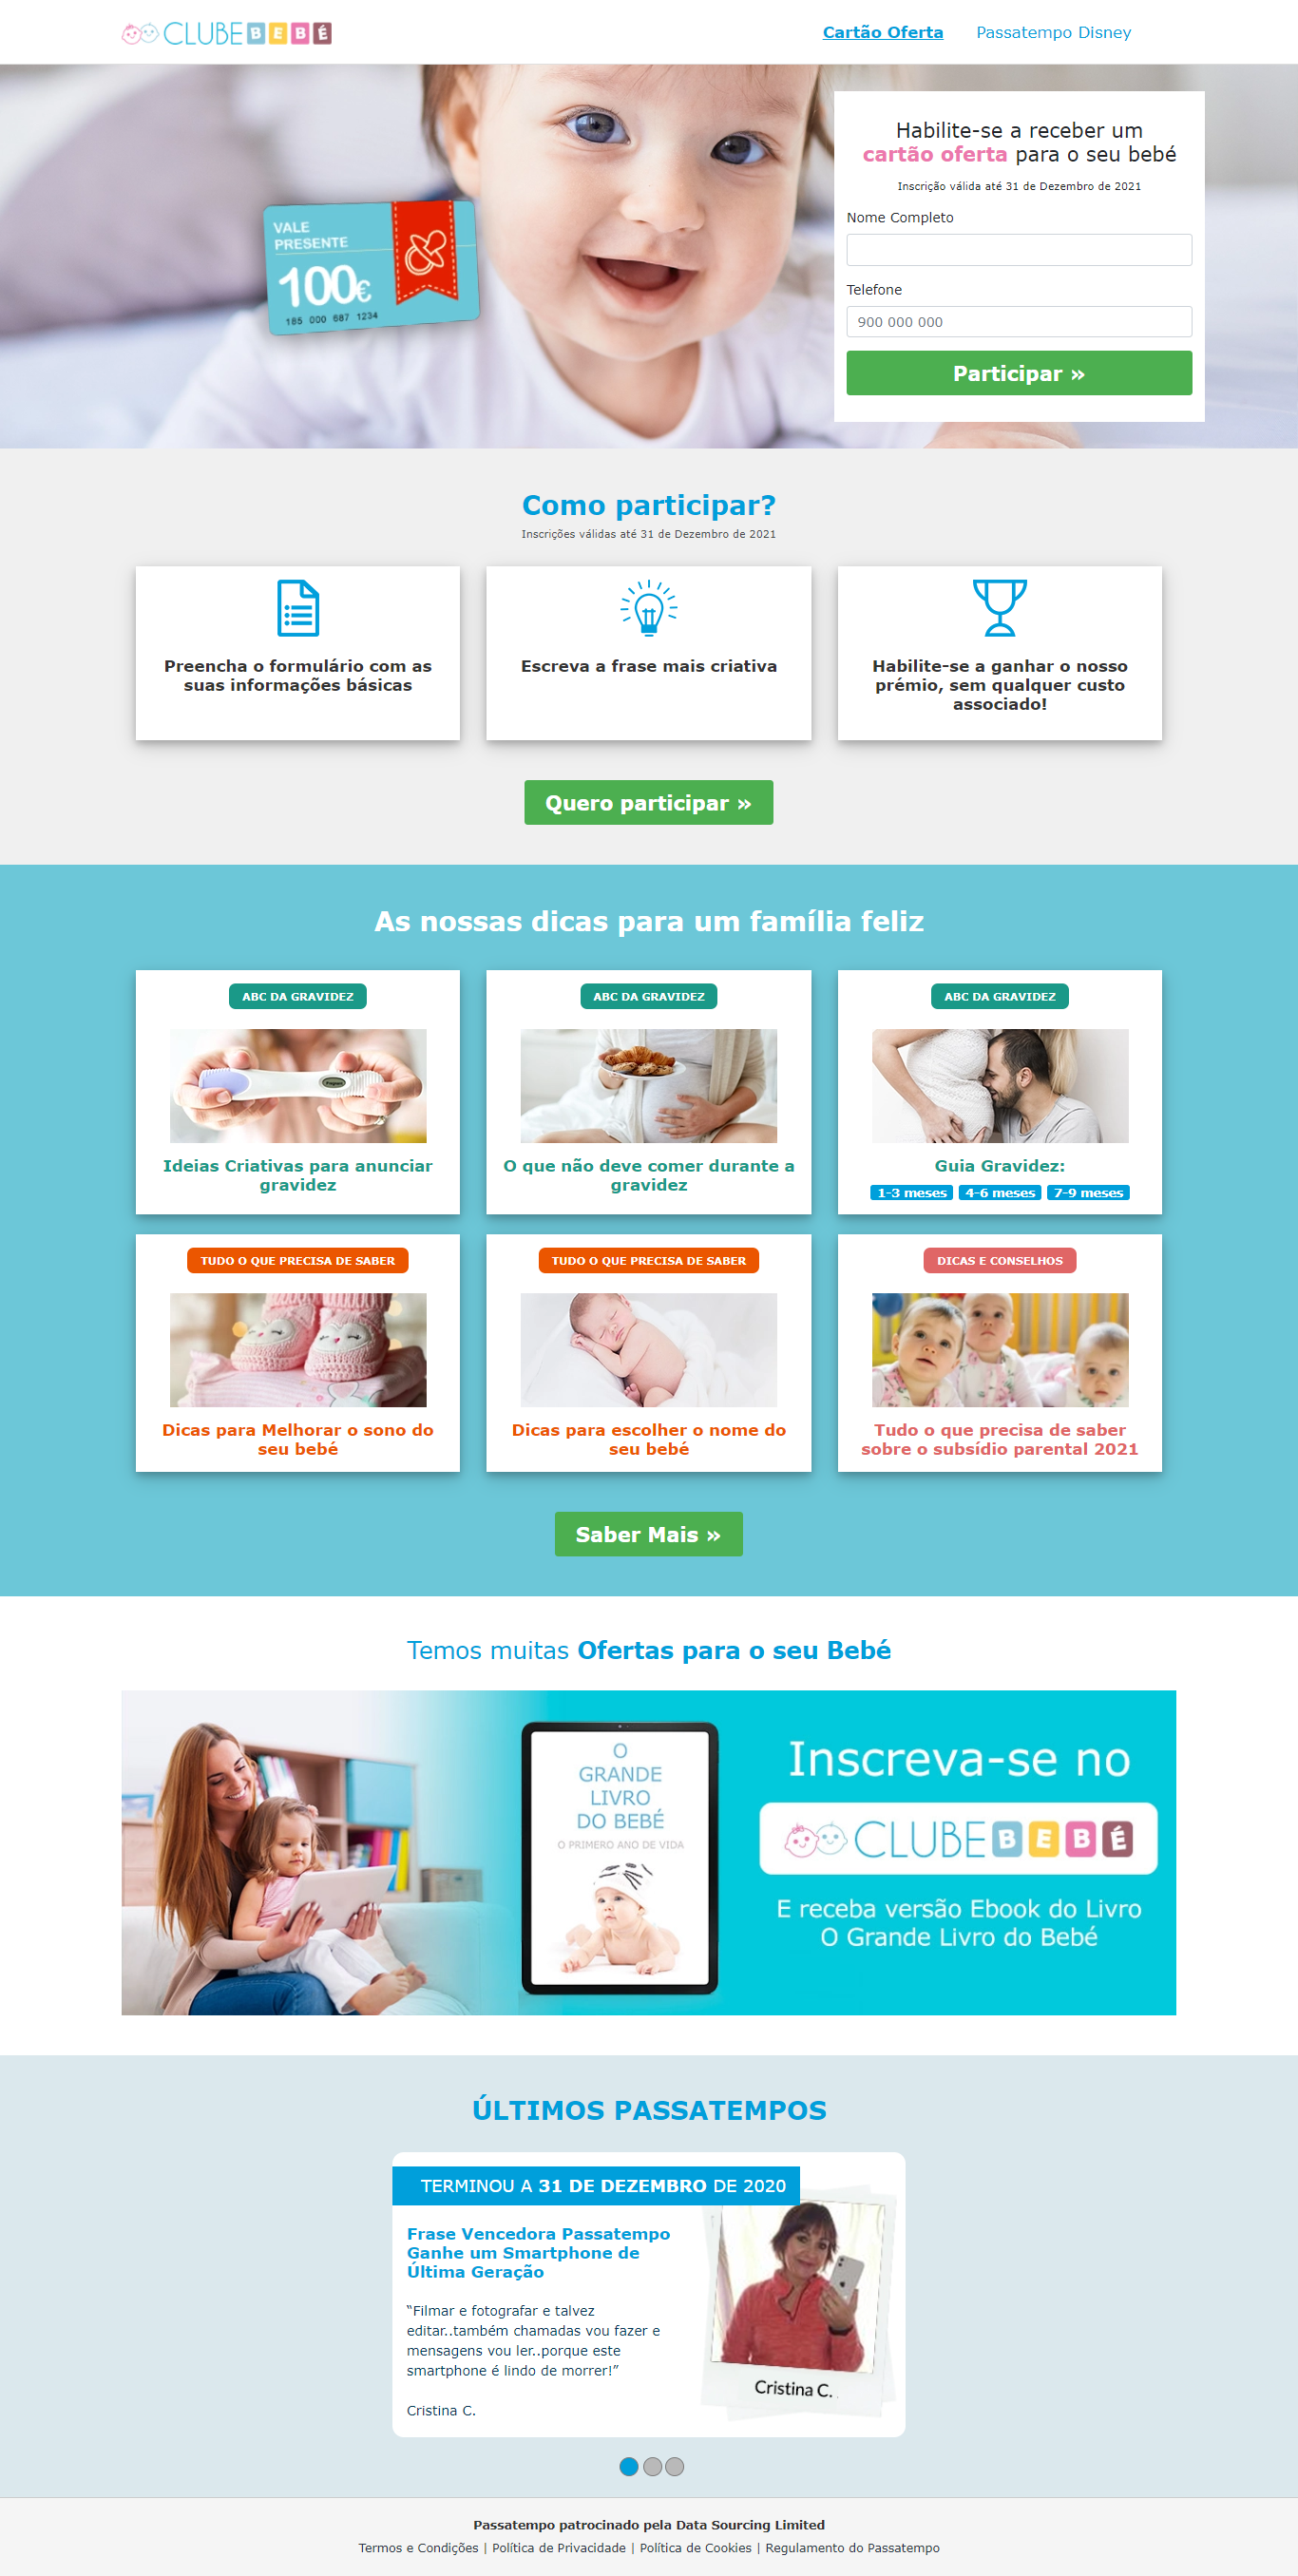 CLUBE BEBÉ
Cartão Oferta
Passatempo Disney
VALE
PRESENTE
100€
185 000 687 1234
Habilite-se a receber um
cartão oferta para o seu bebé
Inscrição válida até 31 de Dezembro de 2021
Nome Completo
Telefone
900 000 000
Participar »
Como participar?
Inscrições válidas até 31 de Dezembro de 2021
Preencha o formulário com as
suas informações básicas
Escreva a frase mais criativa
Habilite-se a ganhar o nosso
prémio, sem qualquer custo
associado!
Quero participar »
As nossas dicas para um família feliz
ABC DA GRAVIDEZ
Ideias Criativas para anunciar
gravidez
ABC DA GRAVIDEZ
O que não deve comer durante a
gravidez
ABC DA GRAVIDEZ
Guia Gravidez:
1-3 meses 4-6 meses 7-9 meses
TUDO O QUE PRECISA DE SABER
Dicas para Melhorar o sono do
seu bebé
TUDO O QUE PRECISA DE SABER
Dicas para escolher o nome do
seu bebé
DICAS E CONSELHOS
Tudo o que precisa de saber
sobre o subsídio parental 2021
Saber Mais »
Temos muitas Ofertas para o seu Bebé
O
GRANDE
LIVRO
DO BEBÉ
O PRIMERO ANO DE VIDA
Inscreva-se no
CLUBE BEBÉ
E receba versão Ebook do Livro
O Grande Livro do Bebé
ÚLTIMOS PASSATEMPOS
TERMINOU A 31 DE DEZEMBRO DE 2020
Frase Vencedora Passatempo
Ganhe um Smartphone de
Última Geração
“Filmar e fotografar e talvez
editar..também chamadas vou fazer e
mensagens vou ler..porque este
smartphone é lindo de morrer!”
Cristina C.
Cristina C.
Passatempo patrocinado pela Data Sourcing Limited
Termos e Condições | Política de Privacidade | Política de Cookies | Regulamento do Passatempo